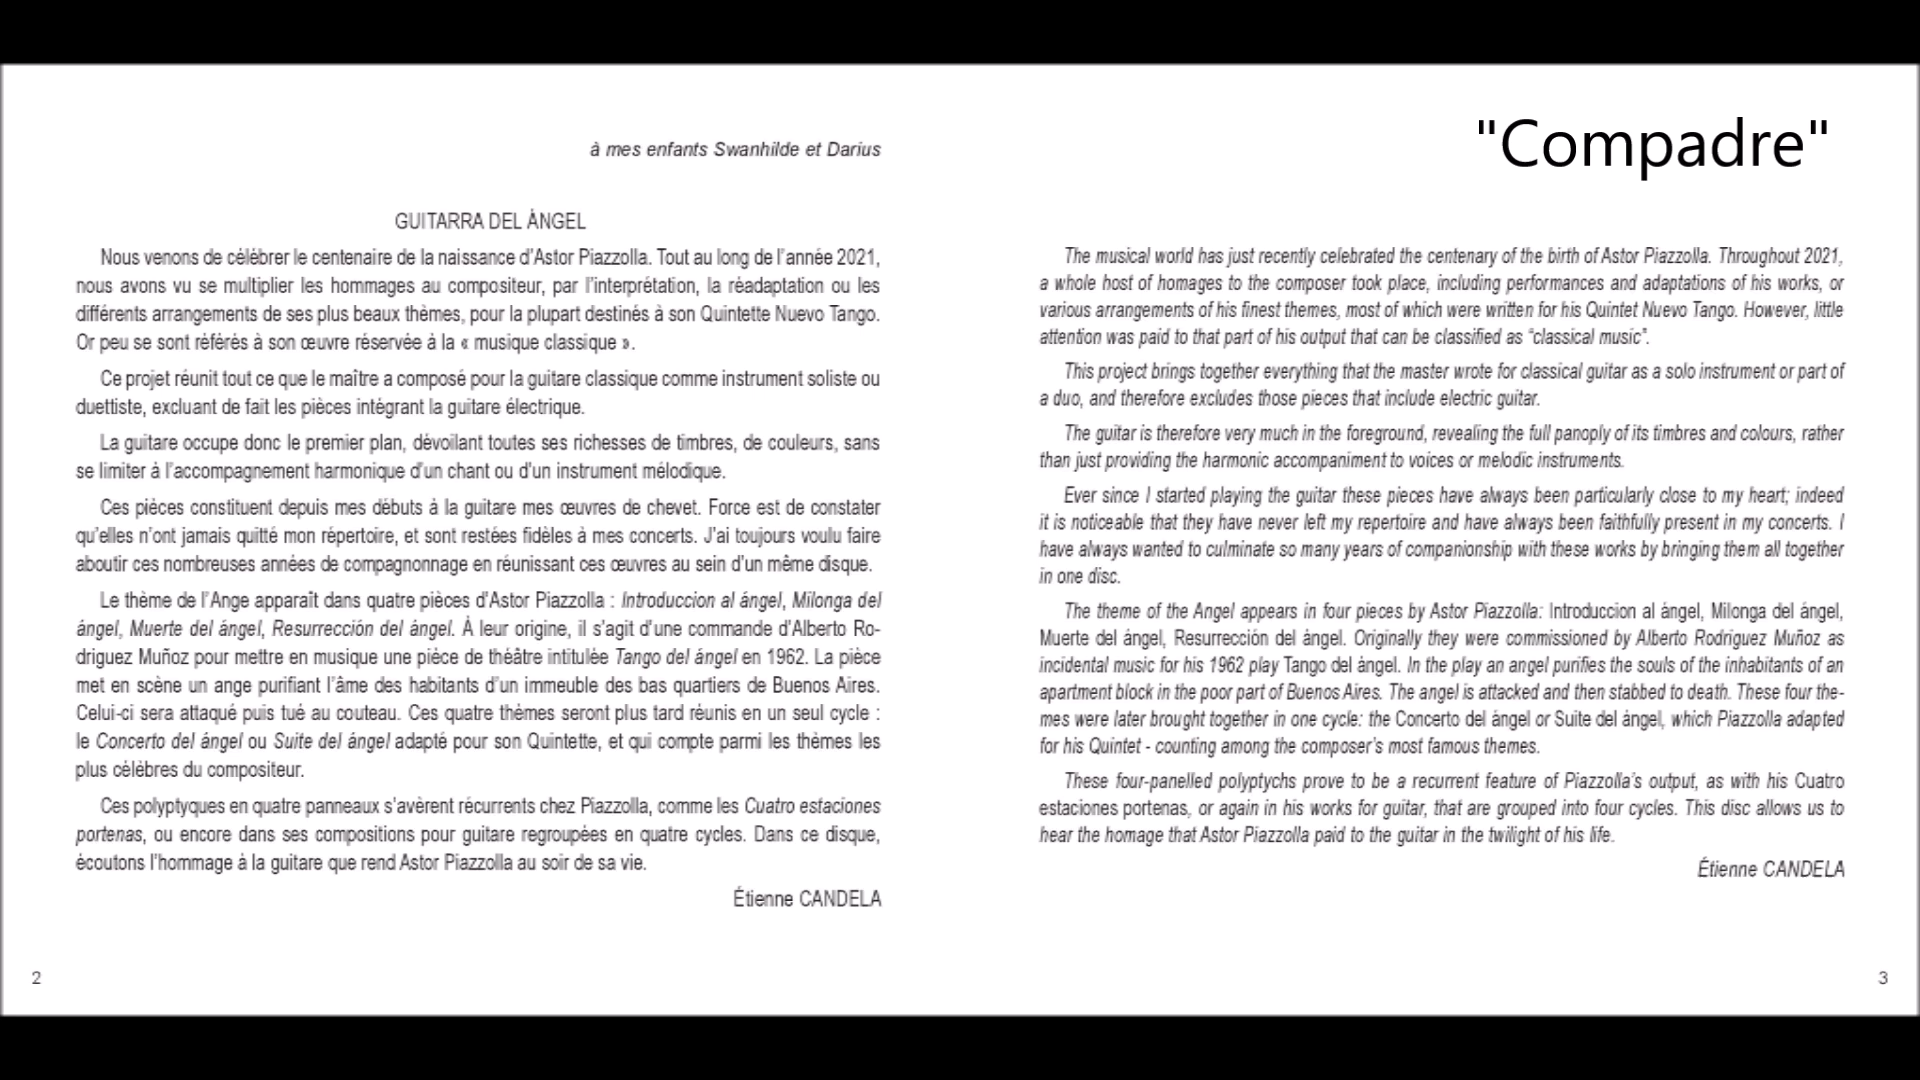 à mes enfants Swanhilde et Darius
GUITARRA DEL ÀNGEL
Nous venons de célébrer le centenaire de la naissance d'Astor Piazzolla. Tout au long de l'année 2021,
nous avons vu se multiplier les hommages au compositeur, par l'interprétation, la réadaptation ou les
différents arrangements de ses plus beaux thèmes, pour la plupart destinés à son Quintette Nuevo Tango.
Or peu se sont référés à son œuvre réservée à la « musique classique ».
Ce projet réunit tout ce que le maître a composé pour la guitare classique comme instrument soliste ou
duettiste, excluant de fait les pièces intégrant la guitare électrique.
La guitare occupe donc le premier plan, dévoilant toutes ses richesses de timbres, de couleurs, sans
se limiter à l'accompagnement harmonique d'un chant ou d'un instrument mélodique.
Ces pièces constituent depuis mes débuts à la guitare mes œuvres de chevet. Force est de constater
qu'elles n'ont jamais quitté mon répertoire, et sont restées fidèles à mes concerts. J'ai toujours voulu faire
aboutir ces nombreuses années de compagnonnage en réunissant ces œuvres au sein d'un même disque.
Le thème de l'Ange apparaît dans quatre pièces d'Astor Piazzolla : Introduccion al ángel, Milonga del
ángel, Muerte del ángel, Resurrección del ángel. À leur origine, il s'agit d'une commande d'Alberto Ro-
driguez Muñoz pour mettre en musique une pièce de théâtre intitulée Tango del ángel en 1962. La pièce
met en scène un ange purifiant l'âme des habitants d'un immeuble des bas quartiers de Buenos Aires.
Celui-ci sera attaqué puis tué au couteau. Ces quatre thèmes seront plus tard réunis en un seul cycle :
le Concerto del ángel ou Suite del ángel adapté pour son Quintette, et qui compte parmi les thèmes les
plus célèbres du compositeur.
Ces polyptyques en quatre panneaux s'avèrent récurrents chez Piazzolla, comme les Cuatro estaciones
portenas, ou encore dans ses compositions pour guitare regroupées en quatre cycles. Dans ce disque,
écoutons l'hommage à la guitare que rend Astor Piazzolla au soir de sa vie.
Étienne CANDELA
2
"Compadre"
The musical world has just recently celebrated the centenary of the birth of Astor Piazzolla. Throughout 2021,
a whole host of homages to the composer took place, including performances and adaptations of his works, or
various arrangements of his finest themes, most of which were written for his Quintet Nuevo Tango. However, little
attention was paid to that part of his output that can be classified as "classical music".
This project brings together everything that the master wrote for classical guitar as a solo instrument or part of
a duo, and therefore excludes those pieces that include electric guitar.
The guitar is therefore very much in the foreground, revealing the full panoply of its timbres and colours, rather
than just providing the harmonic accompaniment to voices or melodic instruments.
Ever since I started playing the guitar these pieces have always been particularly close to my heart; indeed
it is noticeable that they have never left my repertoire and have always been faithfully present in my concerts. I
have always wanted to culminate so many years of companionship with these works by bringing them all together
in one disc.
The theme of the Angel appears in four pieces by Astor Piazzolla: Introduccion al ángel, Milonga del ángel,
Muerte del ángel, Resurrección del ángel. Originally they were commissioned by Alberto Rodriguez Muñoz as
incidental music for his 1962 play Tango del ángel. In the play an angel purifies the souls of the inhabitants of an
apartment block in the poor part of Buenos Aires. The angel is attacked and then stabbed to death. These four the-
mes were later brought together in one cycle: the Concerto del ángel or Suite del ángel, which Piazzolla adapted
for his Quintet - counting among the composer's most famous themes.
These four-panelled polyptychs prove to be a recurrent feature of Piazzolla's output, as with his Cuatro
estaciones portenas, or again in his works for guitar, that are grouped into four cycles. This disc allows us to
hear the homage that Astor Piazzolla paid to the guitar in the twilight of his life.
Étienne CANDELA
3